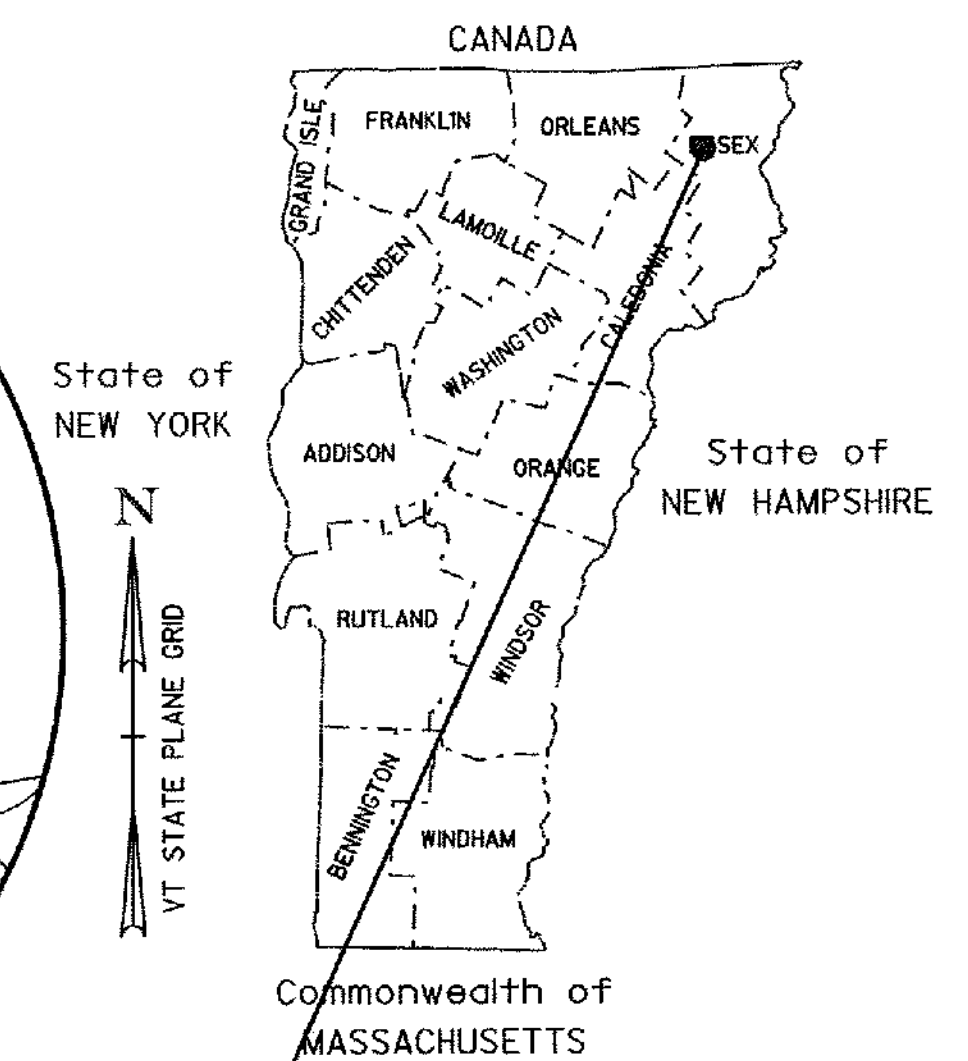 CANADA
FRANKLIN
ORLEANS
GRAND ISLE
SEX
LAMOILLE
CHITTENDEN
CALEDONIA
WASHINGTON
State of
NEW YORK
ADDISON
ORANGE
State of
NEW HAMPSHIRE
N
VT STATE PLANE GRID
RUTLAND
WINDSOR
BENNINGTON
WINDHAM
Commonwealth of
MASSACHUSETTS